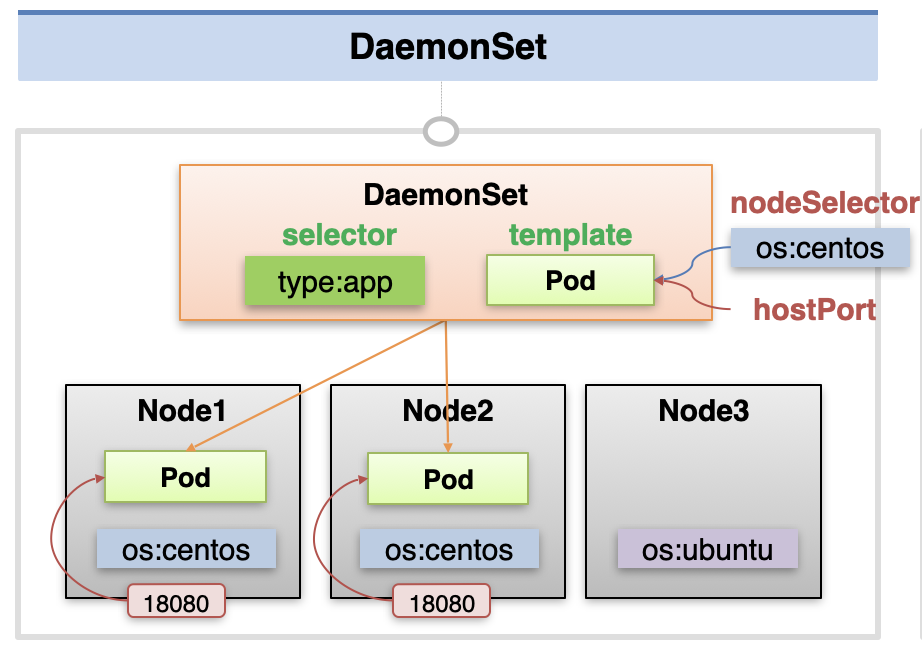 DaemonSet
DaemonSet
selector
template
type:app
Pod
nodeSelector
os:centos
hostPort
Node1
Node2
Node3
Pod
Pod
os:centos
os:centos
os:ubuntu
18080
18080